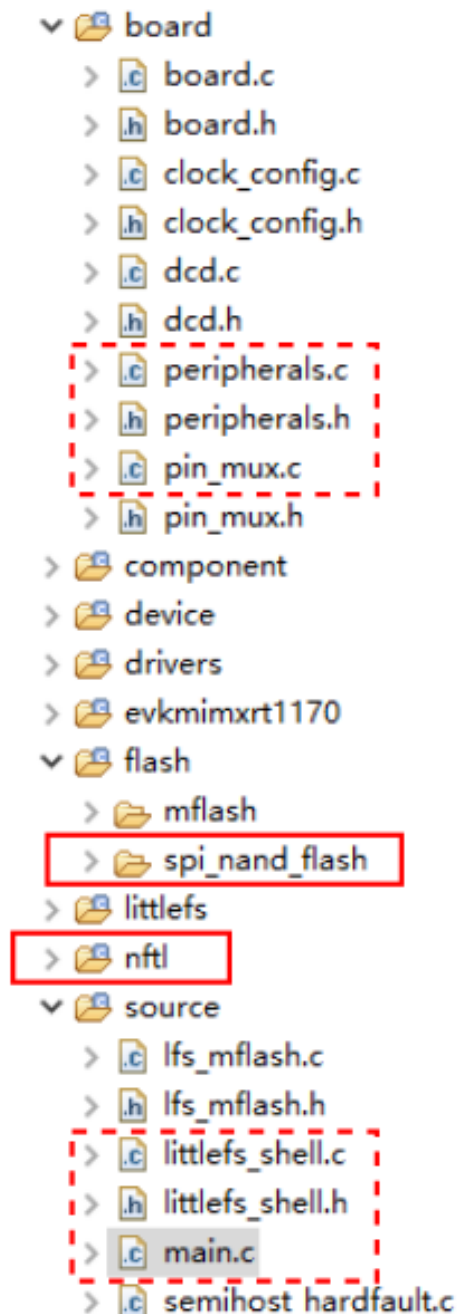 board
board.c
board.h
clock_config.c
clock_config.h
dcd.c
dcd.h
peripherals.c
peripherals.h
pin_mux.c
pin_mux.h
component
device
drivers
evkmimxrt1170
flash
mflash
spi_nand_flash
littlefs
nftl
source
lfs_mflash.c
lfs_mflash.h
littlefs_shell.c
littlefs_shell.h
main.c
semihost_hardfault.c